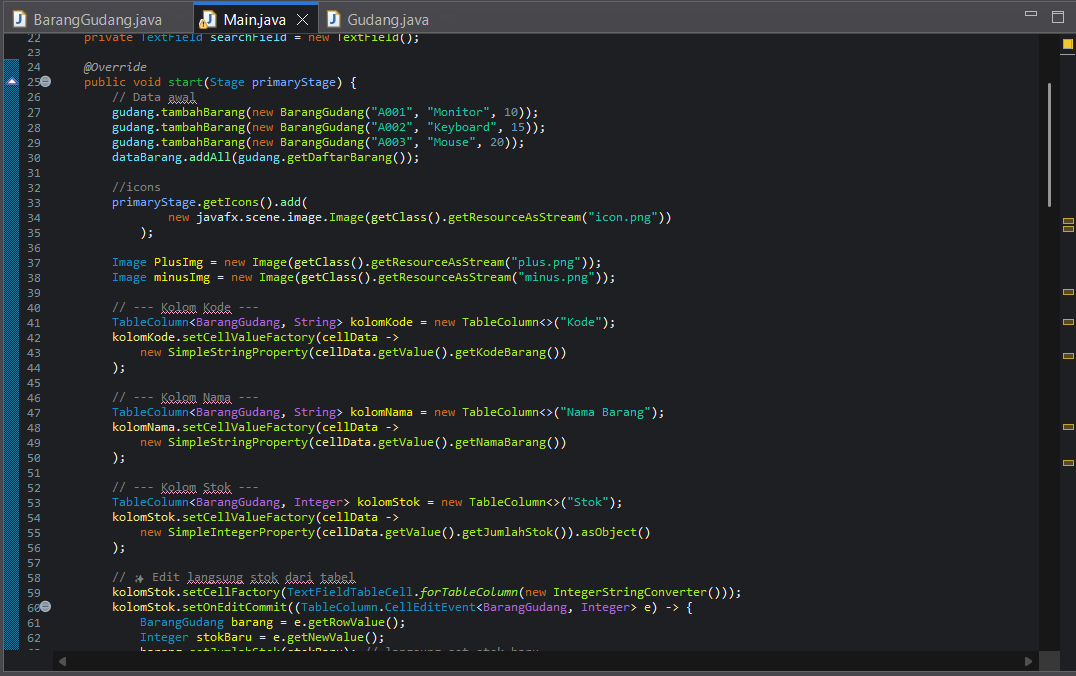 BarangGudang.java Main.java Gudang.java
22 private TextField searchField = new TextField();
23
24 @Override
25 public void start(Stage primaryStage) {
26 // Data awal
27 gudang.tambahBarang(new BarangGudang("A001", "Monitor", 10));
28 gudang.tambahBarang(new BarangGudang("A002", "Keyboard", 15));
29 gudang.tambahBarang(new BarangGudang("A003", "Mouse", 20));
30 dataBarang.addAll(gudang.getDaftarBarang());
31
32 //icons
33 primaryStage.getIcons().add(
34 new javafx.scene.image.Image(getClass().getResourceAsStream("icon.png"))
35 );
36
37 Image PlusImg = new Image(getClass().getResourceAsStream("plus.png"));
38 Image minusImg = new Image(getClass().getResourceAsStream("minus.png"));
39
40 // --- Kolom Kode ---
41 TableColumn<BarangGudang, String> kolomKode = new TableColumn<>("Kode");
42 kolomKode.setCellValueFactory(cellData ->
43 new SimpleStringProperty(cellData.getValue().getKodeBarang())
44 );
45
46 // --- Kolom Nama ---
47 TableColumn<BarangGudang, String> kolomNama = new TableColumn<>("Nama Barang");
48 kolomNama.setCellValueFactory(cellData ->
49 new SimpleStringProperty(cellData.getValue().getNamaBarang())
50 );
51
52 // --- Kolom Stok ---
53 TableColumn<BarangGudang, Integer> kolomStok = new TableColumn<>("Stok");
54 kolomStok.setCellValueFactory(cellData ->
55 new SimpleIntegerProperty(cellData.getValue().getJumlahStok()).asObject()
56 );
57
58 // ✨ Edit langsung stok dari tabel
59 kolomStok.setCellFactory(TextFieldTableCell.forTableColumn(new IntegerStringConverter()));
60 kolomStok.setOnEditCommit((TableColumn.CellEditEvent<BarangGudang, Integer> e) -> {
61 BarangGudang barang = e.getRowValue();
62 Integer stokBaru = e.getNewValue();
barang.setJumlahStok(stokBaru); // langsung set stok baru